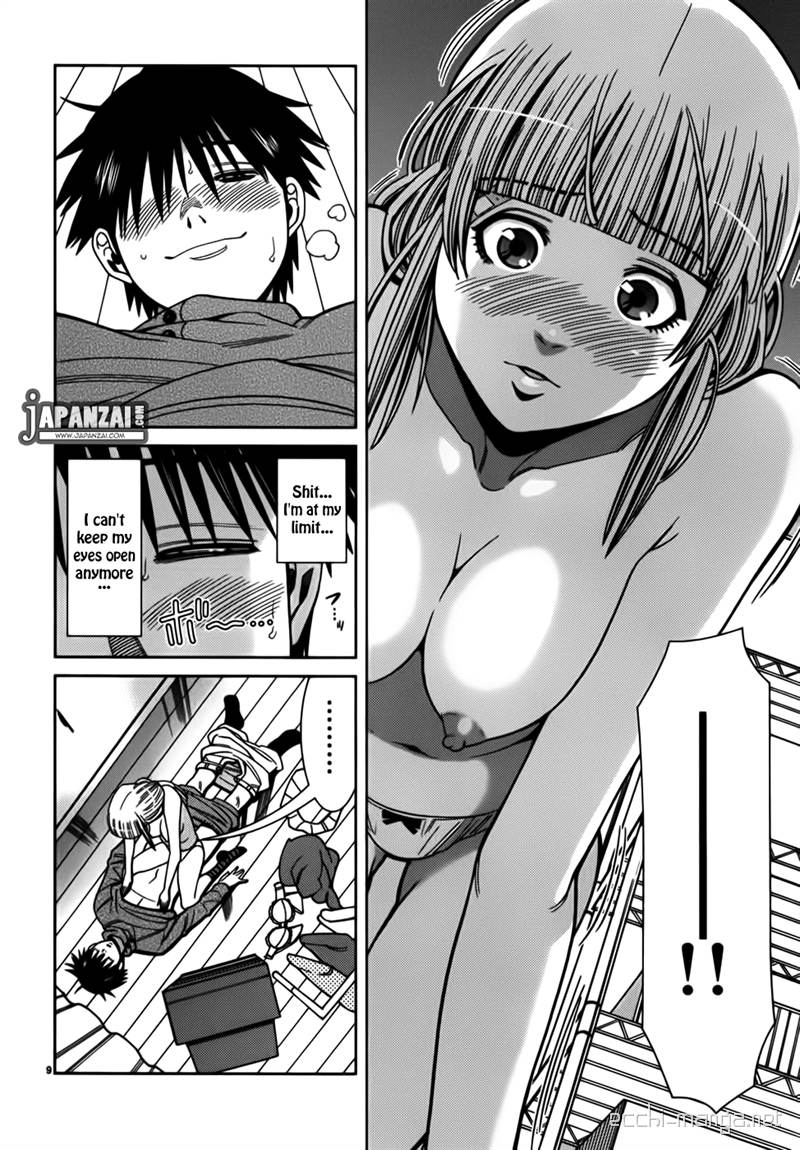 !!
Shit...
I'm at my
limit...
I can't
keep my
eyes open
anymore
...
ボ〜…
.........
JAPANZAI.COM
WWW.JAPANZAI.COM
9
ecchi-manga.net